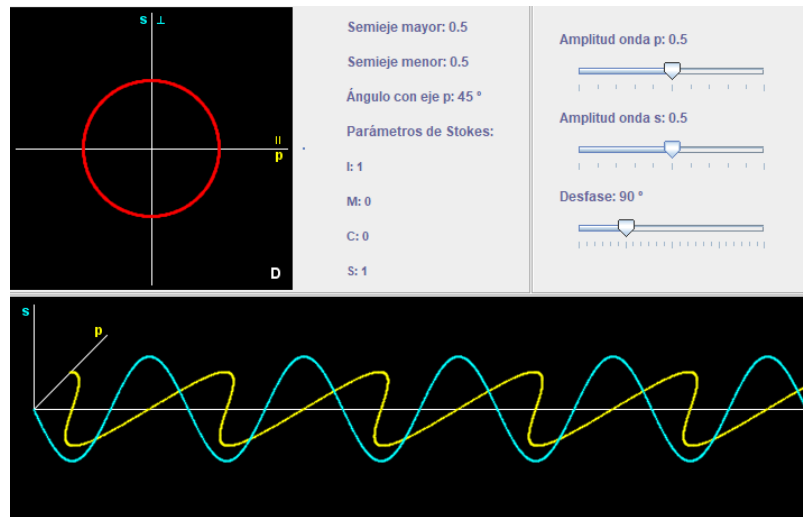 s ⊥
॥
p
D
Semieje mayor: 0.5
Semieje menor: 0.5
Ángulo con eje p: 45 º
Parámetros de Stokes:
I: 1
M: 0
C: 0
S: 1
Amplitud onda p: 0.5
Amplitud onda s: 0.5
Desfase: 90 º
s
p